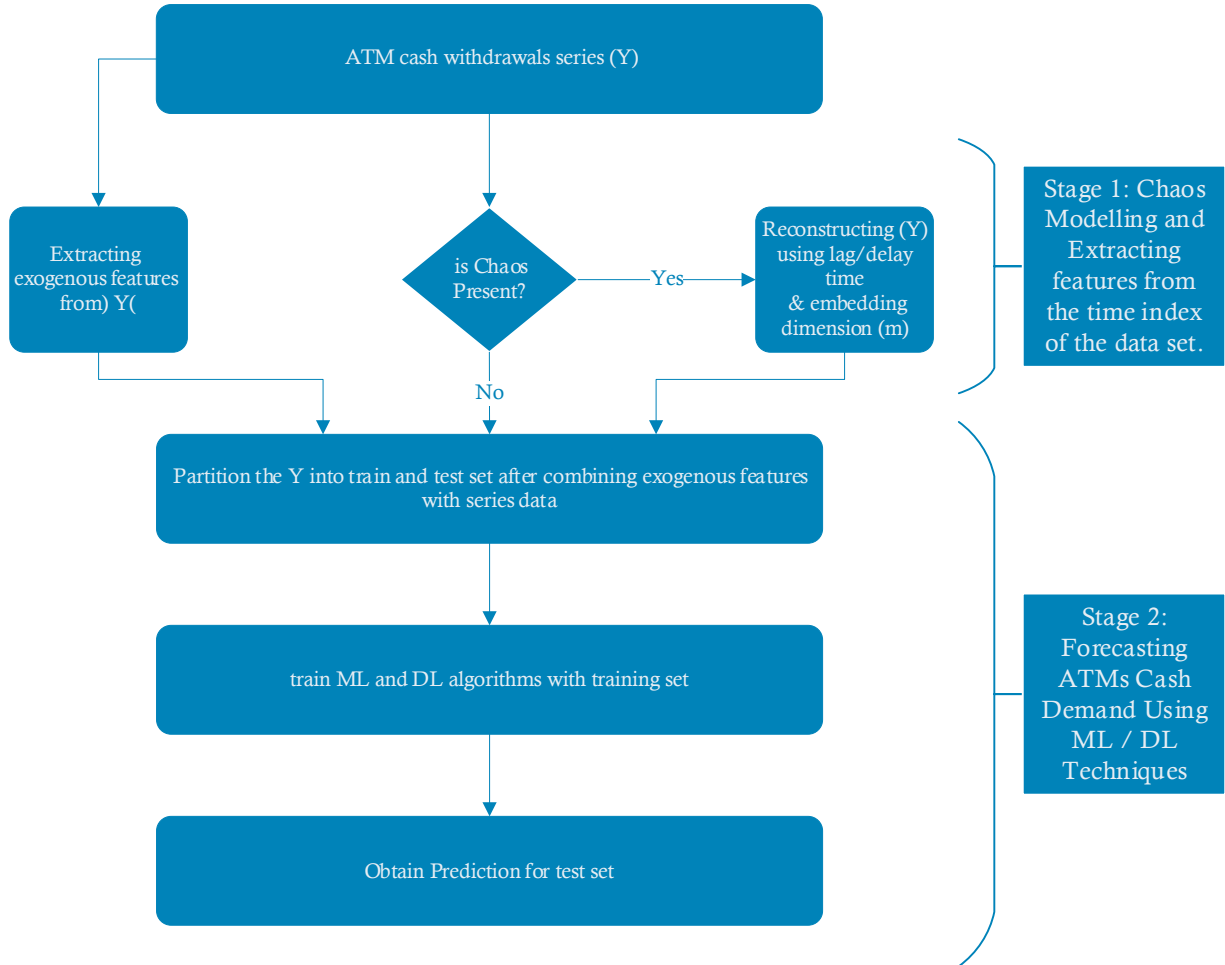 ATM cash withdrawals series (Y)
Extracting
exogenous features
from) Y(
is Chaos
Present?
Yes
Reconstructing (Y)
using lag/delay
time
& embedding
dimension (m)
Stage 1: Chaos
Modelling and
Extracting
features from
the time index
of the data set.
No
Partition the Y into train and test set after combining exogenous features
with series data
train ML and DL algorithms with training set
Stage 2:
Forecasting
ATMs Cash
Demand Using
ML / DL
Techniques
Obtain Prediction for test set